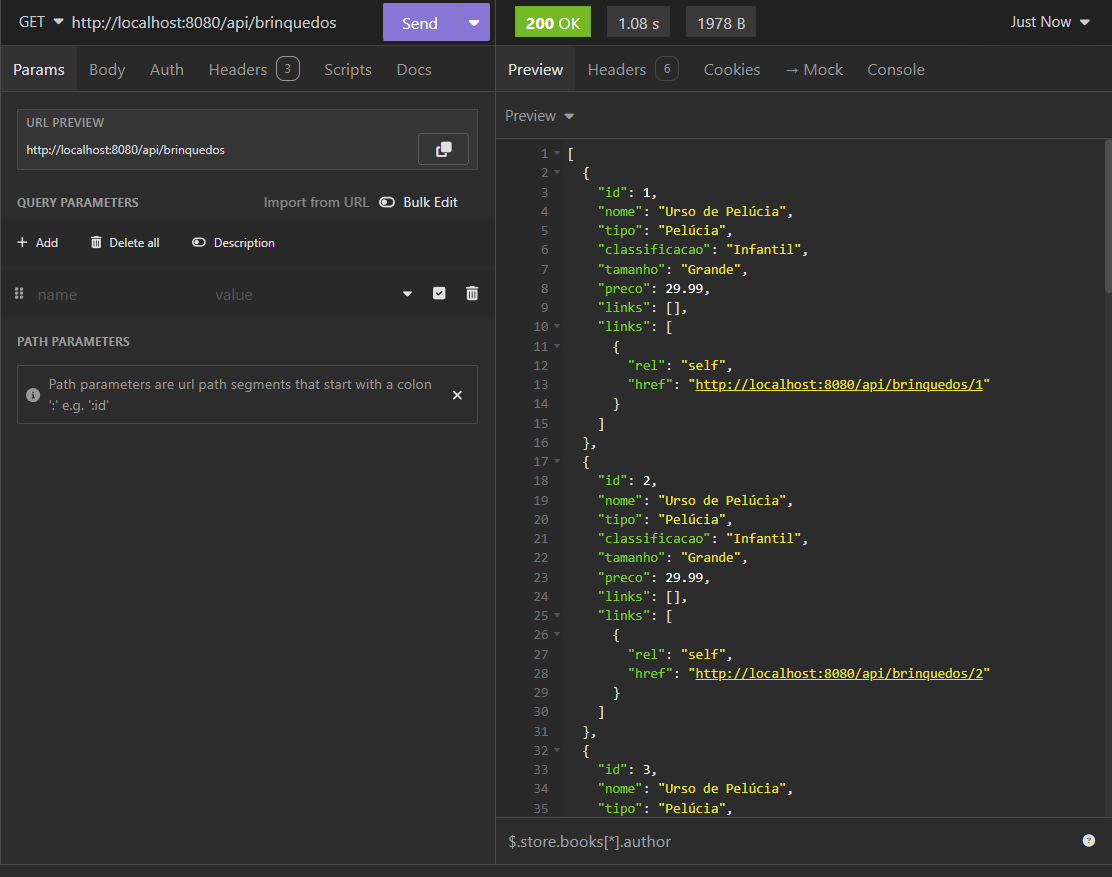 GET http://localhost:8080/api/brinquedos Send
Params Body Auth Headers 3 Scripts Docs
URL PREVIEW
http://localhost:8080/api/brinquedos
QUERY PARAMETERS Import from URL Bulk Edit
+ Add Delete all Description
name value
PATH PARAMETERS
Path parameters are url path segments that start with a colon
':' e.g. ':id'
200 OK 1.08 s 1978 B Just Now
Preview Headers 6 Cookies → Mock Console
Preview
1 [
2 {
3 "id": 1,
4 "nome": "Urso de Pelúcia",
5 "tipo": "Pelúcia",
6 "classificacao": "Infantil",
7 "tamanho": "Grande",
8 "preco": 29.99,
9 "links": [],
10 "links": [
11 {
12 "rel": "self",
13 "href": "http://localhost:8080/api/brinquedos/1"
14 }
15 ]
16 },
17 {
18 "id": 2,
19 "nome": "Urso de Pelúcia",
20 "tipo": "Pelúcia",
21 "classificacao": "Infantil",
22 "tamanho": "Grande",
23 "preco": 29.99,
24 "links": [],
25 "links": [
26 {
27 "rel": "self",
28 "href": "http://localhost:8080/api/brinquedos/2"
29 }
30 ]
31 },
32 {
33 "id": 3,
34 "nome": "Urso de Pelúcia",
35 "tipo": "Pelúcia",
$.store.books[*].author